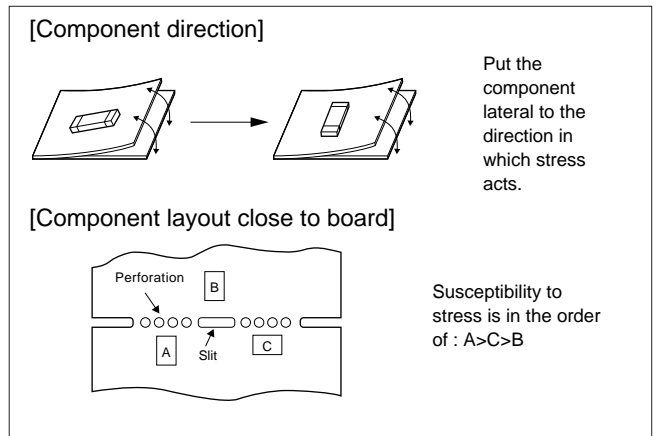 [Component direction]
Put the
component
lateral to the
direction in
which stress
acts.
[Component layout close to board]
Perforation
B
A
Slit
C
Susceptibility to
stress is in the order
of : A>C>B